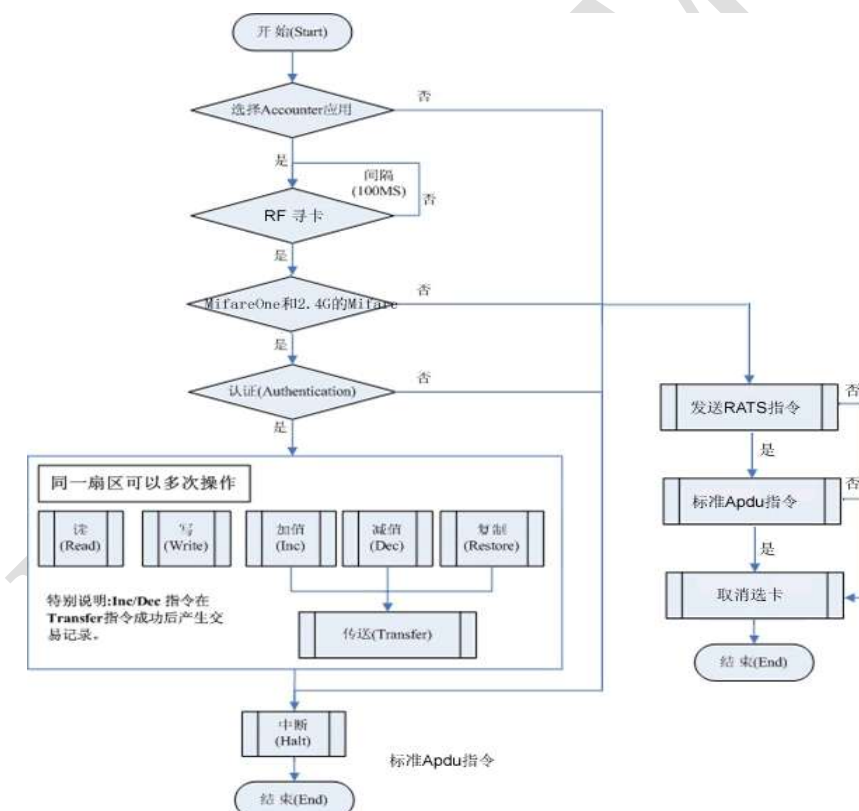 开 始(Start)
选择Accounter应用
否
是
间隔
(100MS)
否
RF 寻卡
是
MifareOne和2.4G的Mifare
否
是
认证(Authentication)
否
是
发送RATS指令
否
是
标准Apdu指令
否
是
取消选卡
结 束(End)
同一扇区可以多次操作
读
(Read)
写
(Write)
加值
(Inc)
减值
(Dec)
复制
(Restore)
特别说明:Inc/Dec 指令在
Transfer指令成功后产生交
易记录。
传送(Transfer)
中断
(Halt)
标准Apdu指令
结 束(End)